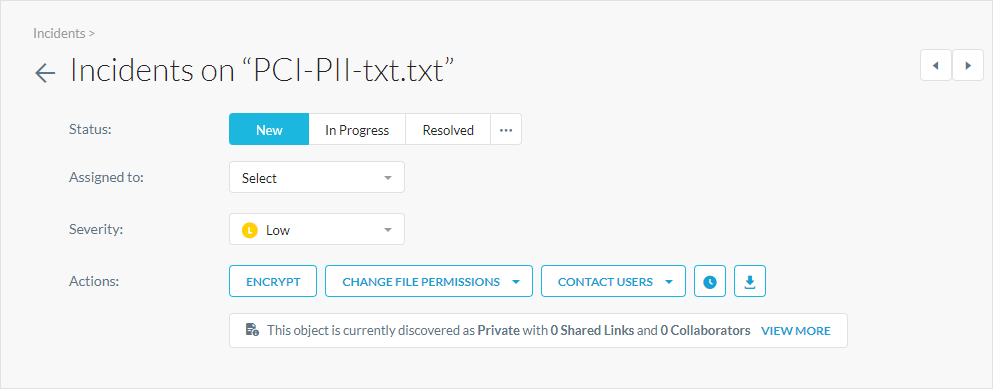 Incidents >
Incidents on “PCI-PII-txt.txt”
Status: New In Progress Resolved ...
Assigned to: Select
Severity: L Low
Actions: ENCRYPT CHANGE FILE PERMISSIONS CONTACT USERS
This object is currently discovered as Private with 0 Shared Links and 0 Collaborators VIEW MORE